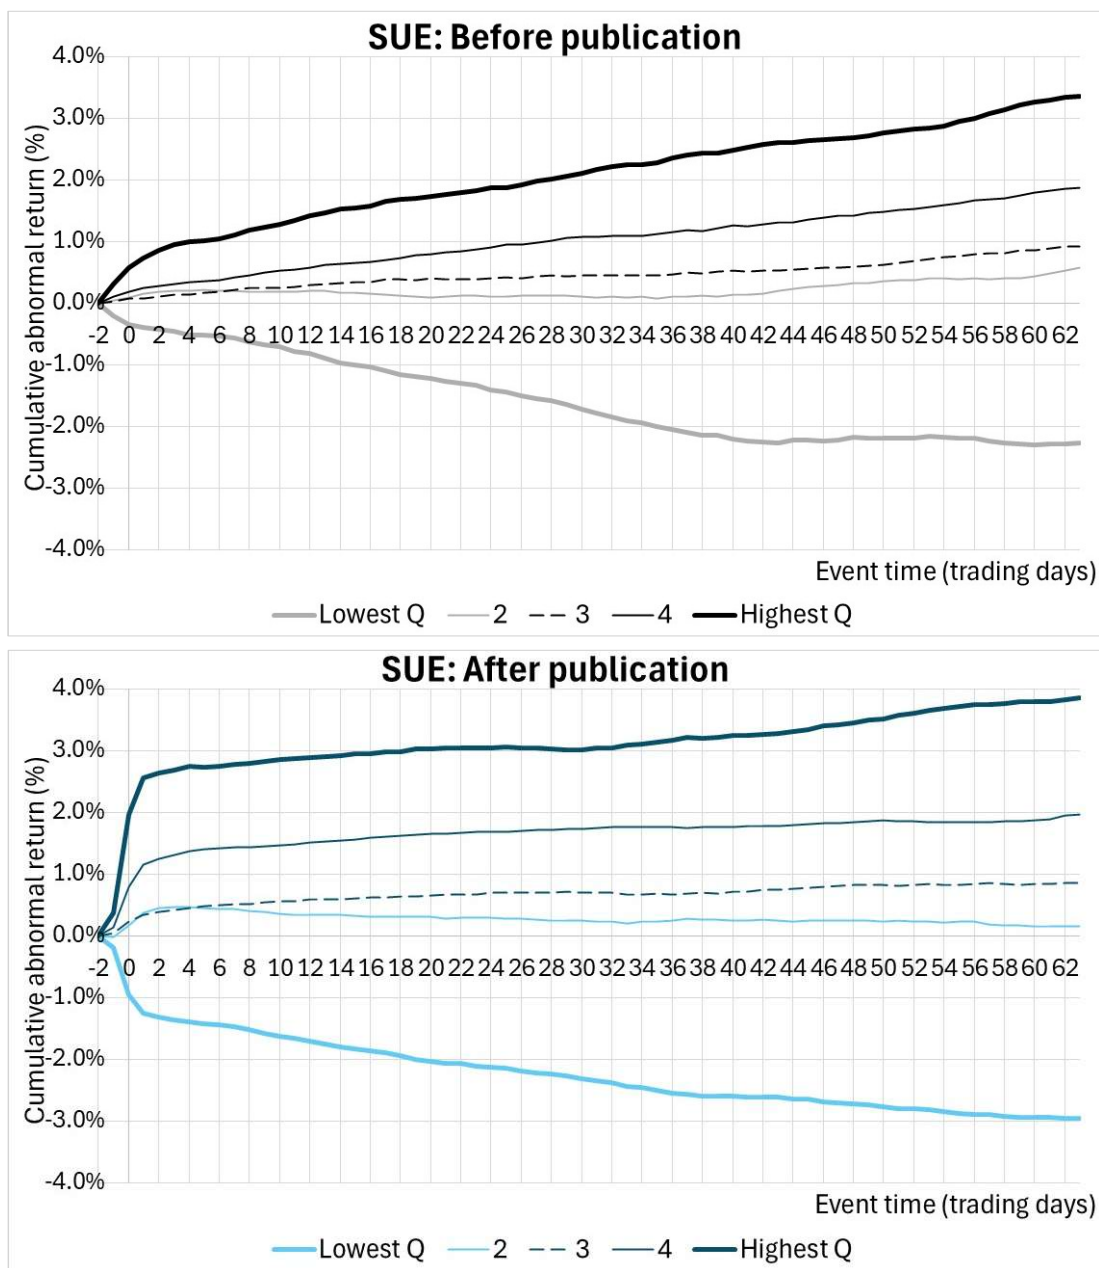 SUE: Before publication
4.0%
3.0%
2.0%
1.0%
0.0%
-1.0%
-2.0%
-3.0%
-4.0%
Cumulative abnormal return (%)
-2 0 2 4 6 8 10 12 14 16 18 20 22 24 26 28 30 32 34 36 38 40 42 44 46 48 50 52 54 56 58 60 62
Event time (trading days)
Lowest Q 2 3 4 Highest Q
SUE: After publication
4.0%
3.0%
2.0%
1.0%
0.0%
-1.0%
-2.0%
-3.0%
-4.0%
Cumulative abnormal return (%)
-2 0 2 4 6 8 10 12 14 16 18 20 22 24 26 28 30 32 34 36 38 40 42 44 46 48 50 52 54 56 58 60 62
Event time (trading days)
Lowest Q 2 3 4 Highest Q